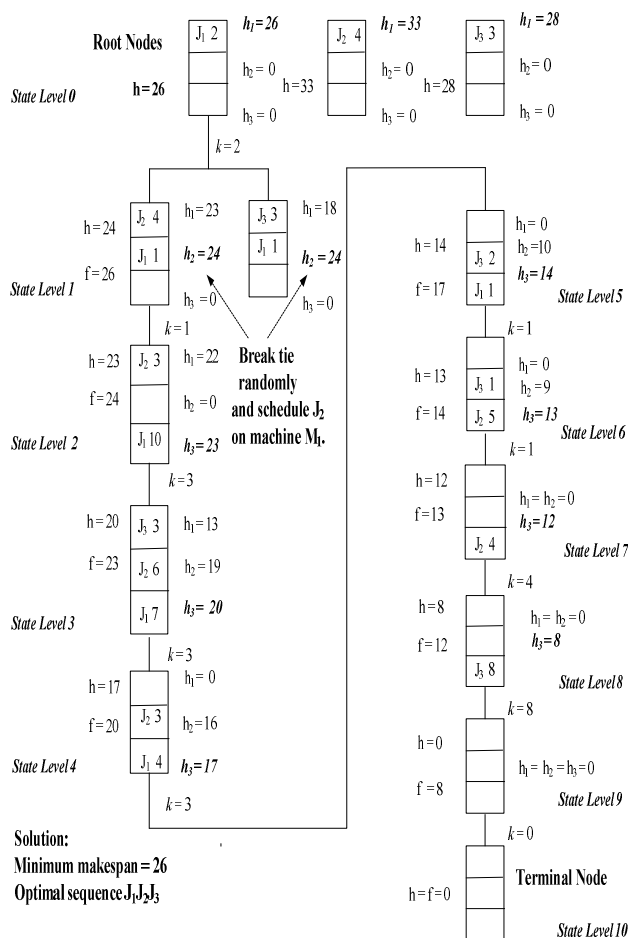 Root Nodes
State Level 0
h=26
J₁ 2
h₁=26
h₂= 0
h₃= 0
h=33
J₂ 4
h₁=33
h₂=0
h₃= 0
h=28
J₃ 3
h₁=28
h₂=0
h₃= 0
k=2
State Level 1
h=24
f=26
J₂ 4
J₁ 1
h₁=23
h₂=24
h₃= 0
J₃ 3
J₁ 1
h₁=18
h₂=24
h₃=0
k=1
Break tie
randomly
and schedule J₂
on machine M₁.
State Level 2
h=23
f=24
J₂ 3
J₁ 10
h₁=22
h₂=0
h₃=23
k=3
State Level 3
h=20
f=23
J₃ 3
J₂ 6
J₁ 7
h₁=13
h₂=19
h₃=20
k=3
State Level 4
h=17
f=20
J₂ 3
J₁ 4
h₁= 0
h₂=16
h₃=17
k=3
h=14
f=17
J₃ 2
J₁ 1
h₁=0
h₂=10
h₃=14
State Level 5
k=1
h=13
f=14
J₃ 1
J₂ 5
h₁=0
h₂=9
h₃=13
State Level 6
k=1
h=12
f=13
J₂ 4
h₁= h₂=0
h₃=12
State Level 7
k=4
h=8
f=12
J₃ 8
h₁= h₂=0
h₃=8
State Level 8
k=8
h=0
f=8
h₁= h₂= h₃=0
State Level 9
k=0
h=f=0
Terminal Node
State Level 10
Solution:
Minimum makespan = 26
Optimal sequence J₁J₂J₃